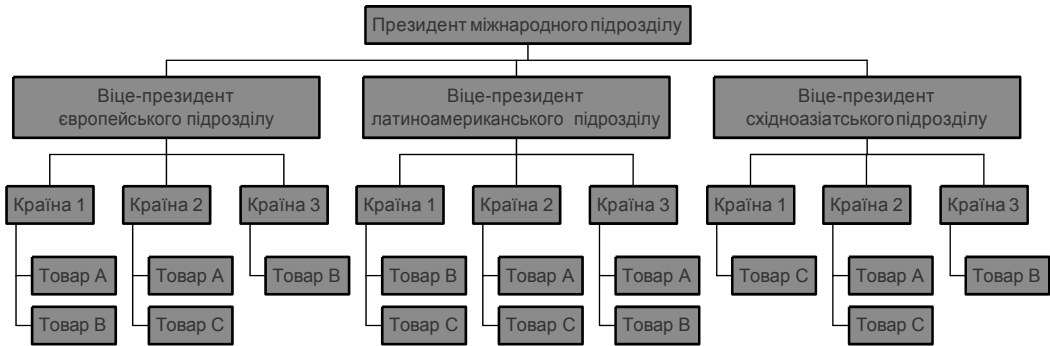 Президент міжнародного підрозділу
Віце-президент
європейського підрозділу
Віце-президент
латиноамериканського підрозділу
Віце-президент
східноазіатського підрозділу
Країна 1
Країна 2
Країна 3
Країна 1
Країна 2
Країна 3
Країна 1
Країна 2
Країна 3
Товар А
Товар А
Товар В
Товар В
Товар А
Товар А
Товар С
Товар А
Товар В
Товар В
Товар С
Товар С
Товар С
Товар В
Товар С